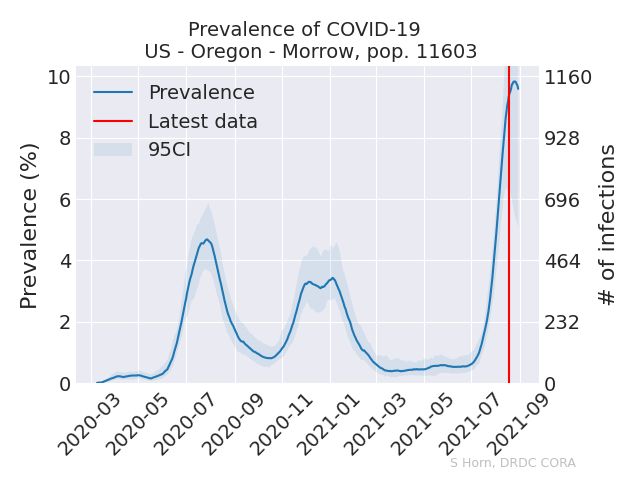 Prevalence of COVID-19
US - Oregon - Morrow, pop. 11603
Prevalence
Latest data
95CI
Prevalence (%)
10
8
6
4
2
0
1160
928
696
464
232
0
# of infections
2020-03
2020-05
2020-07
2020-09
2020-11
2021-01
2021-03
2021-05
2021-07
2021-09
S Horn, DRDC CORA